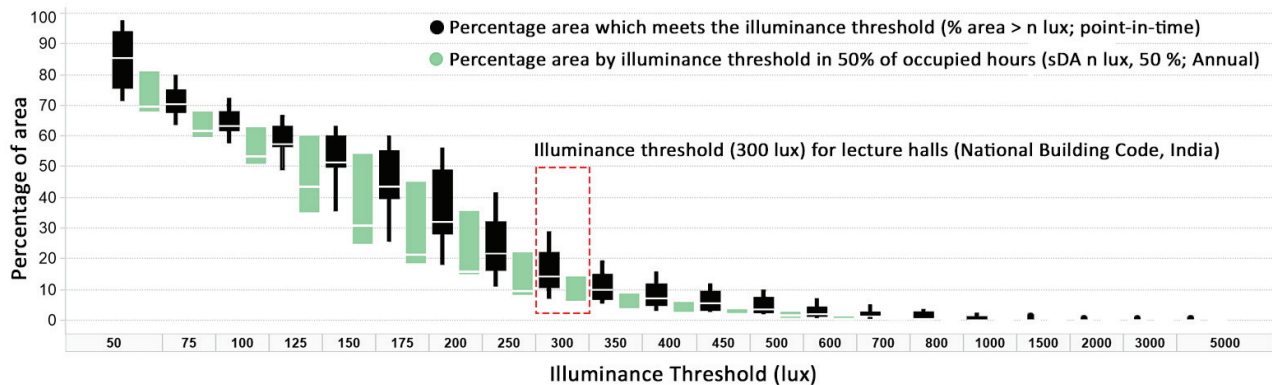 100
90
80
70
60
50
40
30
20
10
0
Percentage of area
Percentage area which meets the illuminance threshold (% area > n lux; point-in-time)
Percentage area by illuminance threshold in 50% of occupied hours (sDA n lux, 50 %; Annual)
Illuminance threshold (300 lux) for lecture halls (National Building Code, India)
50 75 100 125 150 175 200 250 300 350 400 450 500 600 700 800 1000 1500 2000 3000 5000
Illuminance Threshold (lux)